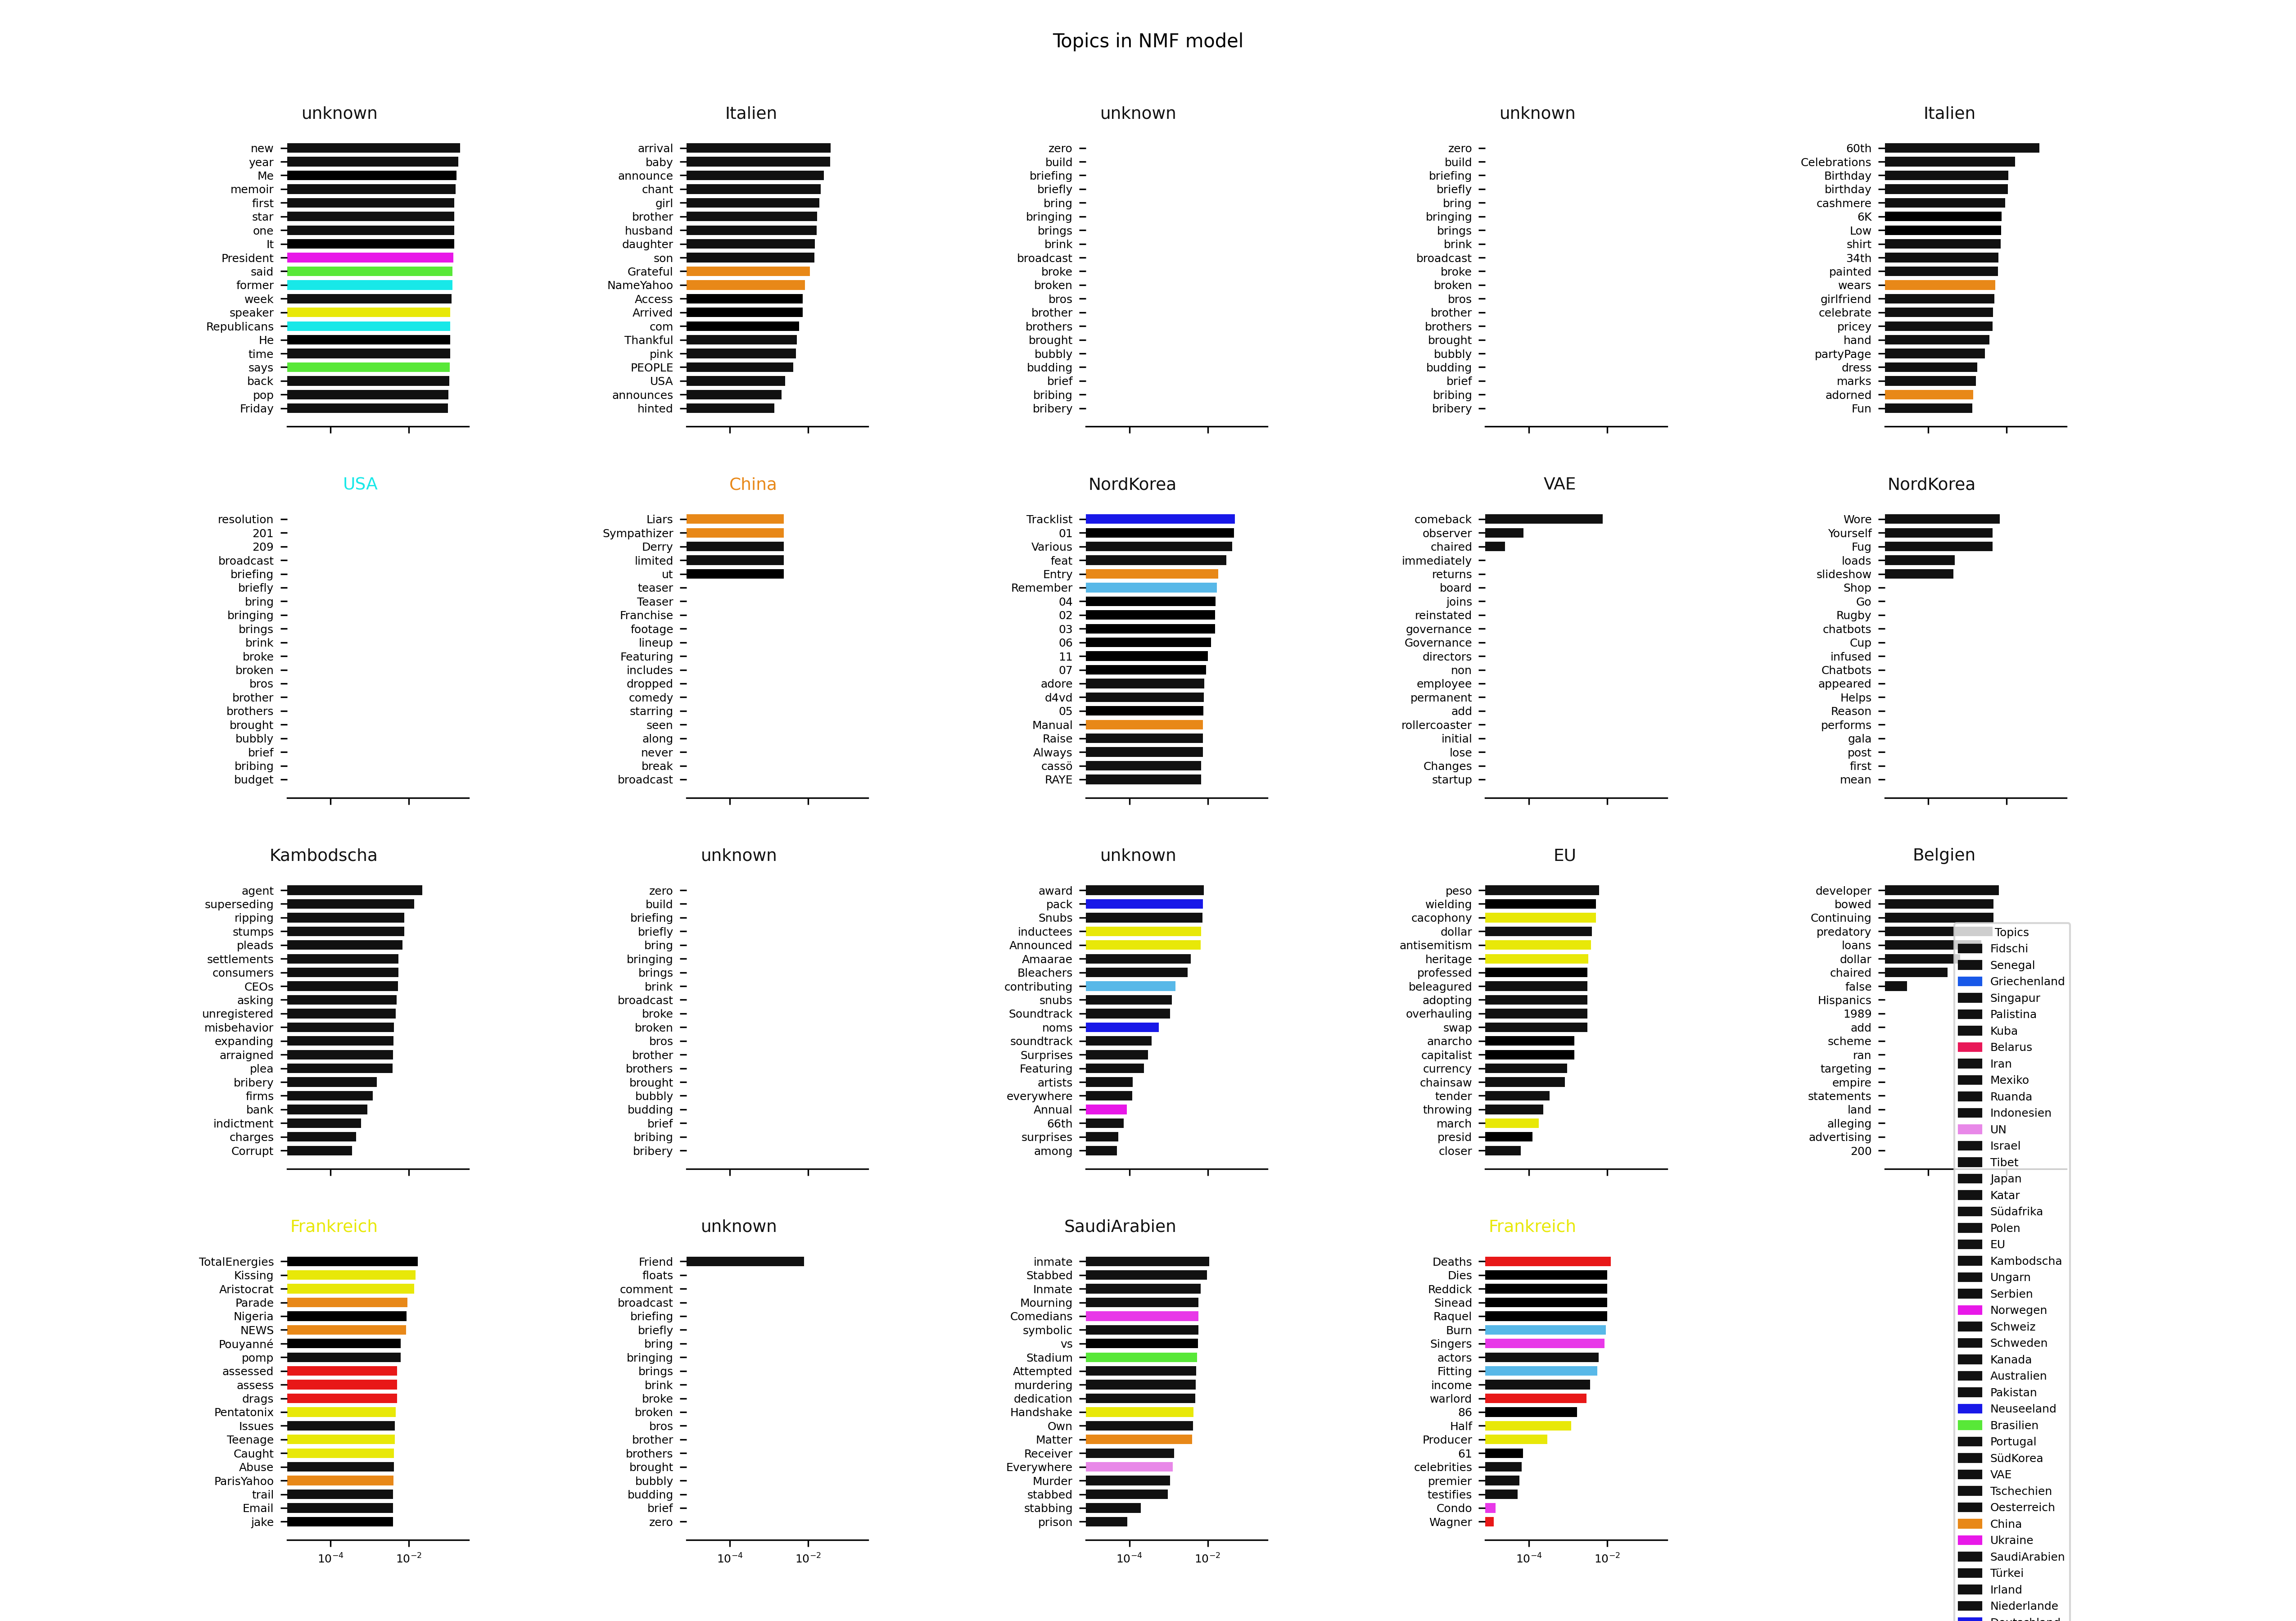 Topics in NMF model
unknown
new
year
Me
memoir
first
star
one
It
President
said
former
week
speaker
Republicans
He
time
says
back
pop
Friday
Italien
arrival
baby
announce
chant
girl
brother
husband
daughter
son
Grateful
NameYahoo
Access
Arrived
com
Thankful
pink
PEOPLE
USA
announces
hinted
unknown
zero
build
briefing
briefly
bring
bringing
brings
brink
broadcast
broke
broken
bros
brother
brothers
brought
bubbly
budding
brief
bribing
bribery
unknown
zero
build
briefing
briefly
bring
bringing
brings
brink
broadcast
broke
broken
bros
brother
brothers
brought
bubbly
budding
brief
bribing
bribery
Italien
60th
Celebrations
Birthday
birthday
cashmere
6K
Low
shirt
34th
painted
wears
girlfriend
celebrate
pricey
hand
partyPage
dress
marks
adorned
Fun
USA
resolution
201
209
broadcast
briefing
briefly
bring
bringing
brings
brink
broke
broken
bros
brother
brothers
brought
bubbly
brief
bribing
budget
China
Liars
Sympathizer
Derry
limited
ut
teaser
Teaser
Franchise
footage
lineup
Featuring
includes
dropped
comedy
starring
seen
along
never
break
broadcast
NordKorea
Tracklist
01
Various
feat
Entry
Remember
04
02
03
06
11
07
adore
d4vd
05
Manual
Raise
Always
cassö
RAYE
VAE
comeback
observer
chaired
immediately
returns
board
joins
reinstated
governance
Governance
directors
non
employee
permanent
add
rollercoaster
initial
lose
Changes
startup
NordKorea
Wore
Yourself
Fug
loads
slideshow
Shop
Go
Rugby
chatbots
Cup
infused
Chatbots
appeared
Helps
Reason
performs
gala
post
first
mean
Kambodscha
agent
superseding
ripping
stumps
pleads
settlements
consumers
CEOs
asking
unregistered
misbehavior
expanding
arraigned
plea
bribery
firms
bank
indictment
charges
Corrupt
unknown
zero
build
briefing
briefly
bring
bringing
brings
brink
broadcast
broke
broken
bros
brother
brothers
brought
bubbly
budding
brief
bribing
bribery
unknown
award
pack
Snubs
inductees
Announced
Amaarae
Bleachers
contributing
snubs
Soundtrack
noms
soundtrack
Surprises
Featuring
artists
everywhere
Annual
66th
surprises
among
EU
peso
wielding
cacophony
dollar
antisemitism
heritage
professed
beleagured
adopting
overhauling
swap
anarcho
capitalist
currency
chainsaw
tender
throwing
march
presid
closer
Belgien
developer
bowed
Continuing
predatory
loans
dollar
chaired
false
Hispanics
1989
add
scheme
ran
targeting
empire
statements
land
alleging
advertising
200
Frankreich
TotalEnergies
Kissing
Aristocrat
Parade
Nigeria
NEWS
Pouyanné
pomp
assessed
assess
drags
Pentatonix
Issues
Teenage
Caught
Abuse
ParisYahoo
trail
Email
jake
10⁻⁴ 10⁻²
unknown
Friend
floats
comment
broadcast
briefing
briefly
bring
bringing
brings
brink
broke
broken
bros
brother
brothers
brought
bubbly
budding
brief
zero
10⁻⁴ 10⁻²
SaudiArabien
inmate
Stabbed
Inmate
Mourning
Comedians
symbolic
vs
Stadium
Attempted
murdering
dedication
Handshake
Own
Matter
Receiver
Everywhere
Murder
stabbed
stabbing
prison
10⁻⁴ 10⁻²
Frankreich
Deaths
Dies
Reddick
Sinead
Raquel
Burn
Singers
actors
Fitting
income
warlord
86
Half
Producer
61
celebrities
premier
testifies
Condo
Wagner
10⁻⁴ 10⁻²
Topics
Fidschi
Senegal
Griechenland
Singapur
Palistina
Kuba
Belarus
Iran
Mexiko
Ruanda
Indonesien
UN
Israel
Tibet
Japan
Katar
Südafrika
Polen
EU
Kambodscha
Ungarn
Serbien
Norwegen
Schweiz
Schweden
Kanada
Australien
Pakistan
Neuseeland
Brasilien
Portugal
SüdKorea
VAE
Tschechien
Oesterreich
China
Ukraine
SaudiArabien
Türkei
Irland
Niederlande